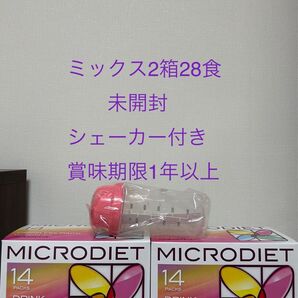 ミックス2箱28食
未開封
シェーカー付き
賞味期限1年以上
MICRODIET MICRODIET
14 14
PACKS PACKS
DRINK